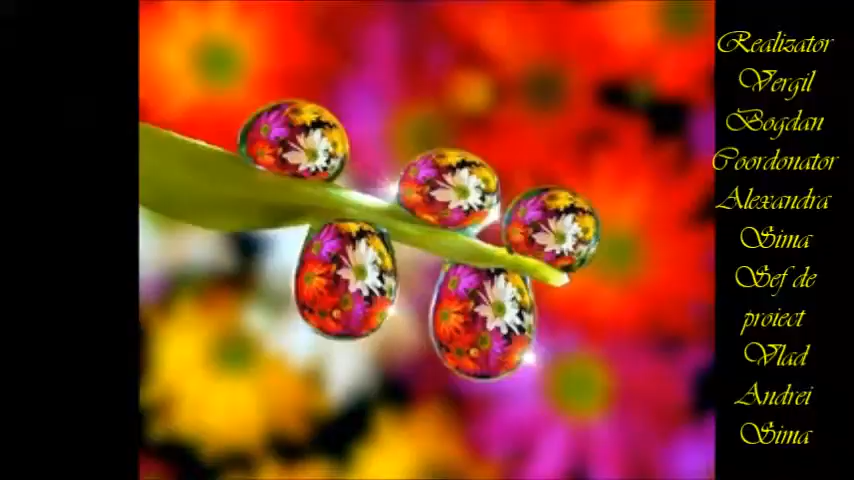 Realizator
Vergil
Bogdan
Coordonator
Alexandra
Sima
Sef de
proiect
Vlad
Andrei
Sima